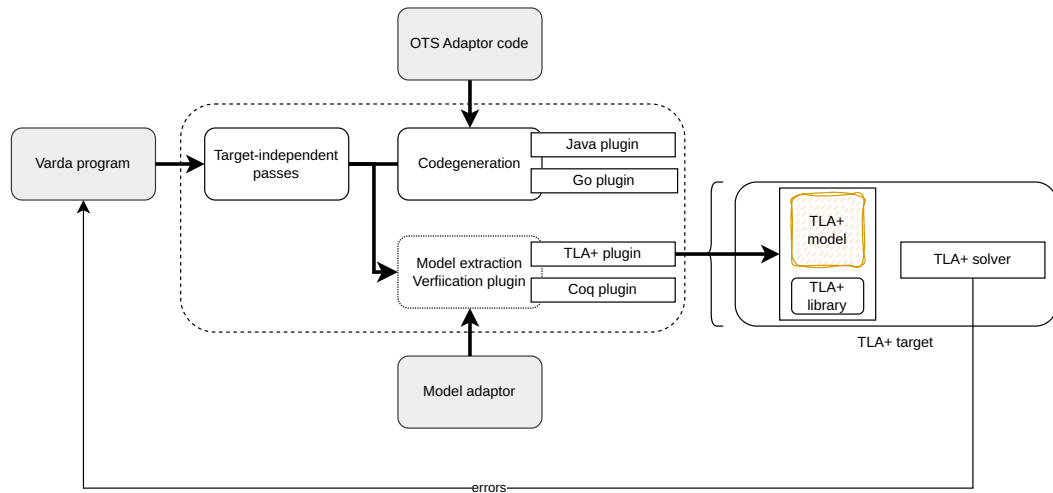 OTS Adaptor code
Varda program
Target-independent
passes
Codegeneration
Java plugin
Go plugin
Model extraction
Verfiication plugin
TLA+ plugin
Coq plugin
Model adaptor
TLA+
model
TLA+
library
TLA+ solver
TLA+ target
errors